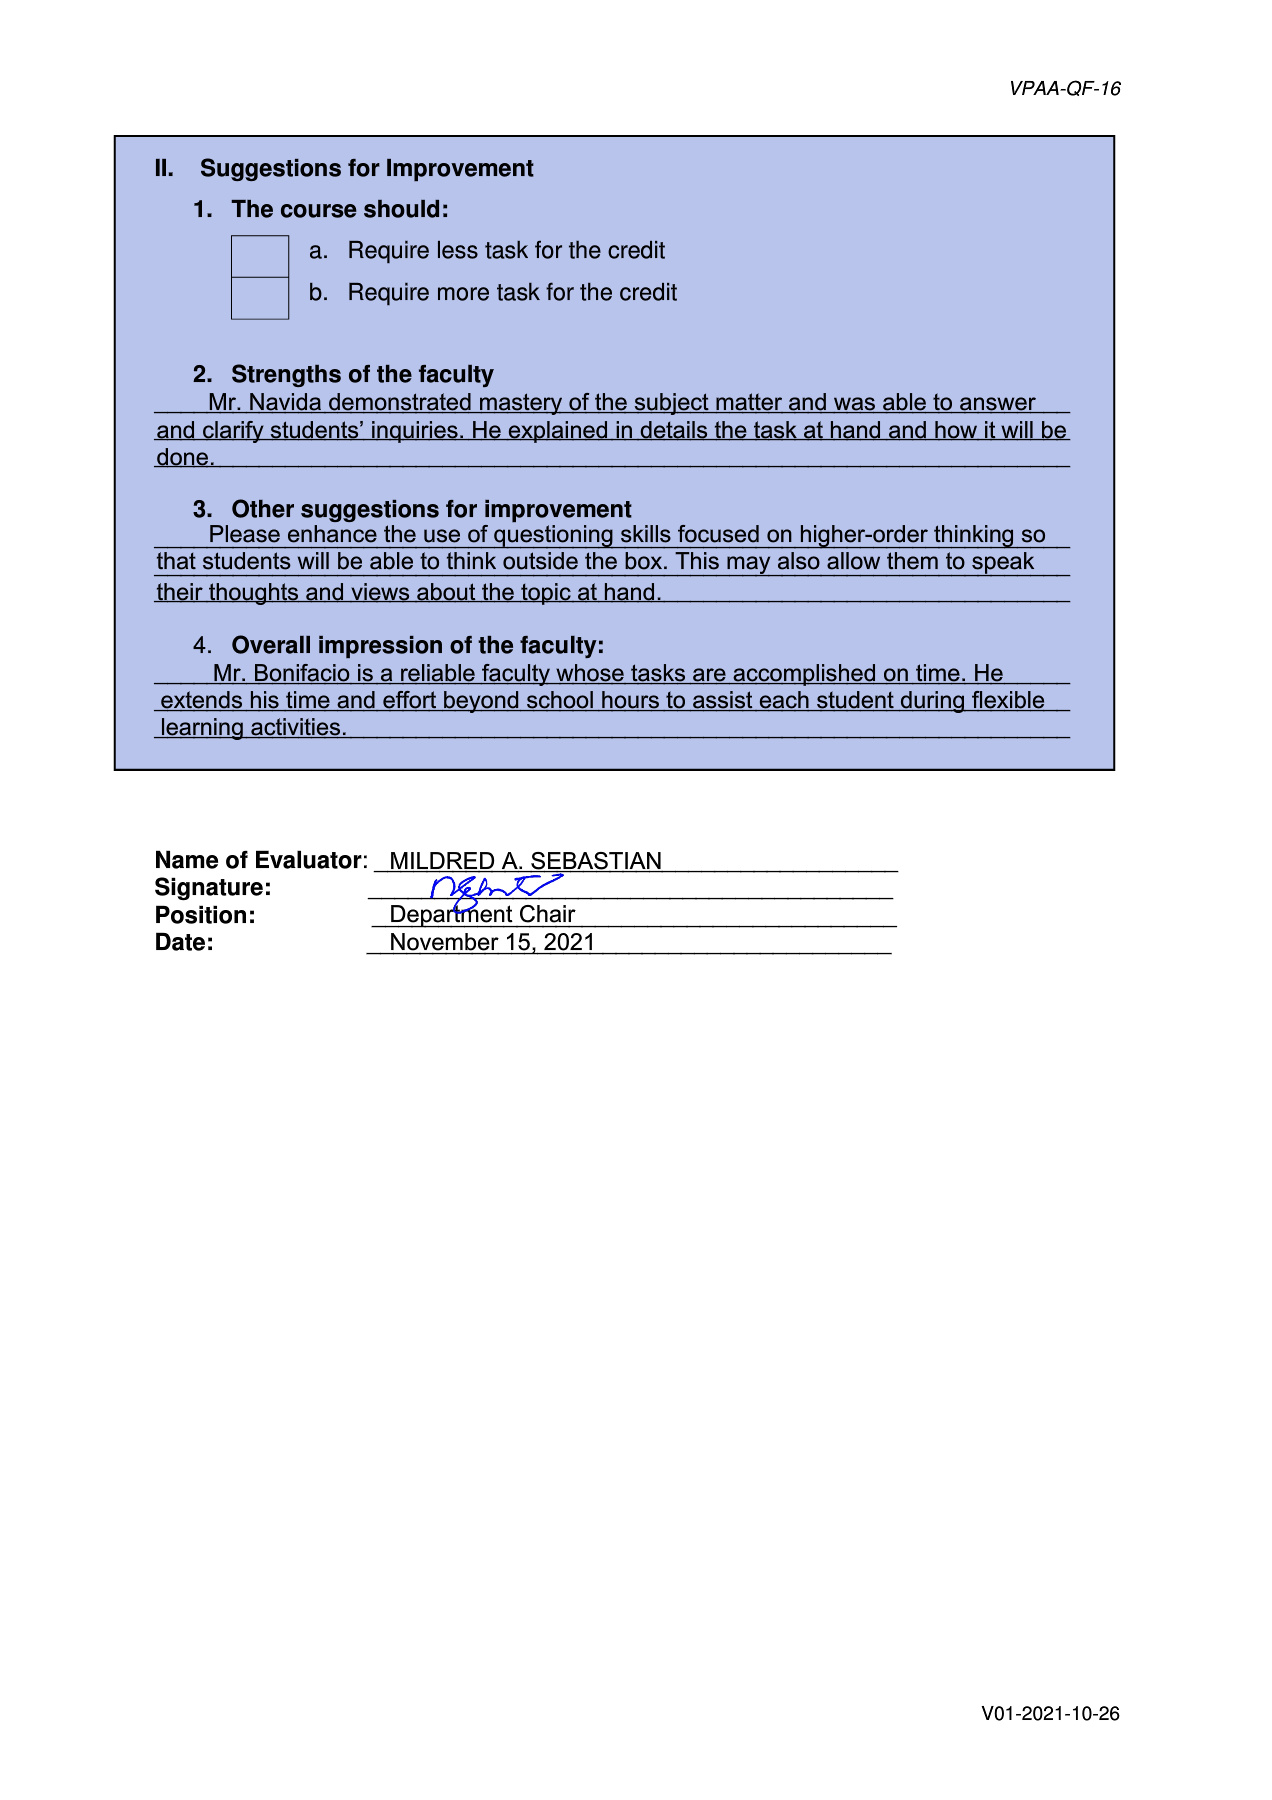 VPAA-QF-16
II. Suggestions for Improvement
1. The course should:
a. Require less task for the credit
b. Require more task for the credit
2. Strengths of the faculty
Mr. Navida demonstrated mastery of the subject matter and was able to answer
and clarify students’ inquiries. He explained in details the task at hand and how it will be
done.
3. Other suggestions for improvement
Please enhance the use of questioning skills focused on higher-order thinking so
that students will be able to think outside the box. This may also allow them to speak
their thoughts and views about the topic at hand.
4. Overall impression of the faculty:
Mr. Bonifacio is a reliable faculty whose tasks are accomplished on time. He
extends his time and effort beyond school hours to assist each student during flexible
learning activities.
Name of Evaluator: MILDRED A. SEBASTIAN
Signature:
Position: Department Chair
Date: November 15, 2021
V01-2021-10-26